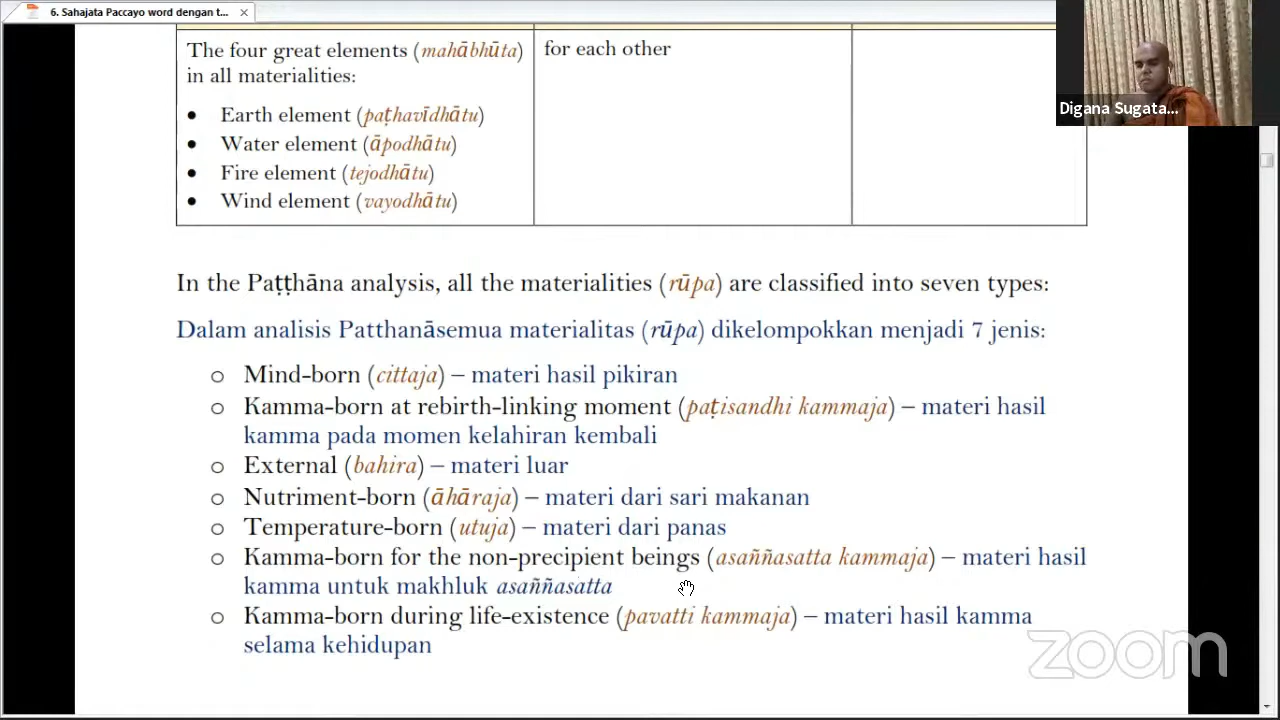 6. Sahajata Paccayo word dengan t...
The four great elements (mahābhūta)
in all materialities:
for each other
• Earth element (paṭhavīdhātu)
• Water element (āpodhātu)
• Fire element (tejodhātu)
• Wind element (vayodhātu)
Digana Sugata...
In the Paṭṭhāna analysis, all the materialities (rūpa) are classified into seven types:
Dalam analisis Patthanāsemua materialitas (rūpa) dikelompokkan menjadi 7 jenis:
o Mind-born (cittaja) – materi hasil pikiran
o Kamma-born at rebirth-linking moment (paṭisandhi kammaja) – materi hasil
kamma pada momen kelahiran kembali
o External (bahira) – materi luar
o Nutriment-born (āhāraja) – materi dari sari makanan
o Temperature-born (utuja) – materi dari panas
o Kamma-born for the non-precipient beings (asaññasatta kammaja) – materi hasil
kamma untuk makhluk asaññasatta
o Kamma-born during life-existence (pavatti kammaja) – materi hasil kamma
selama kehidupan
zoom